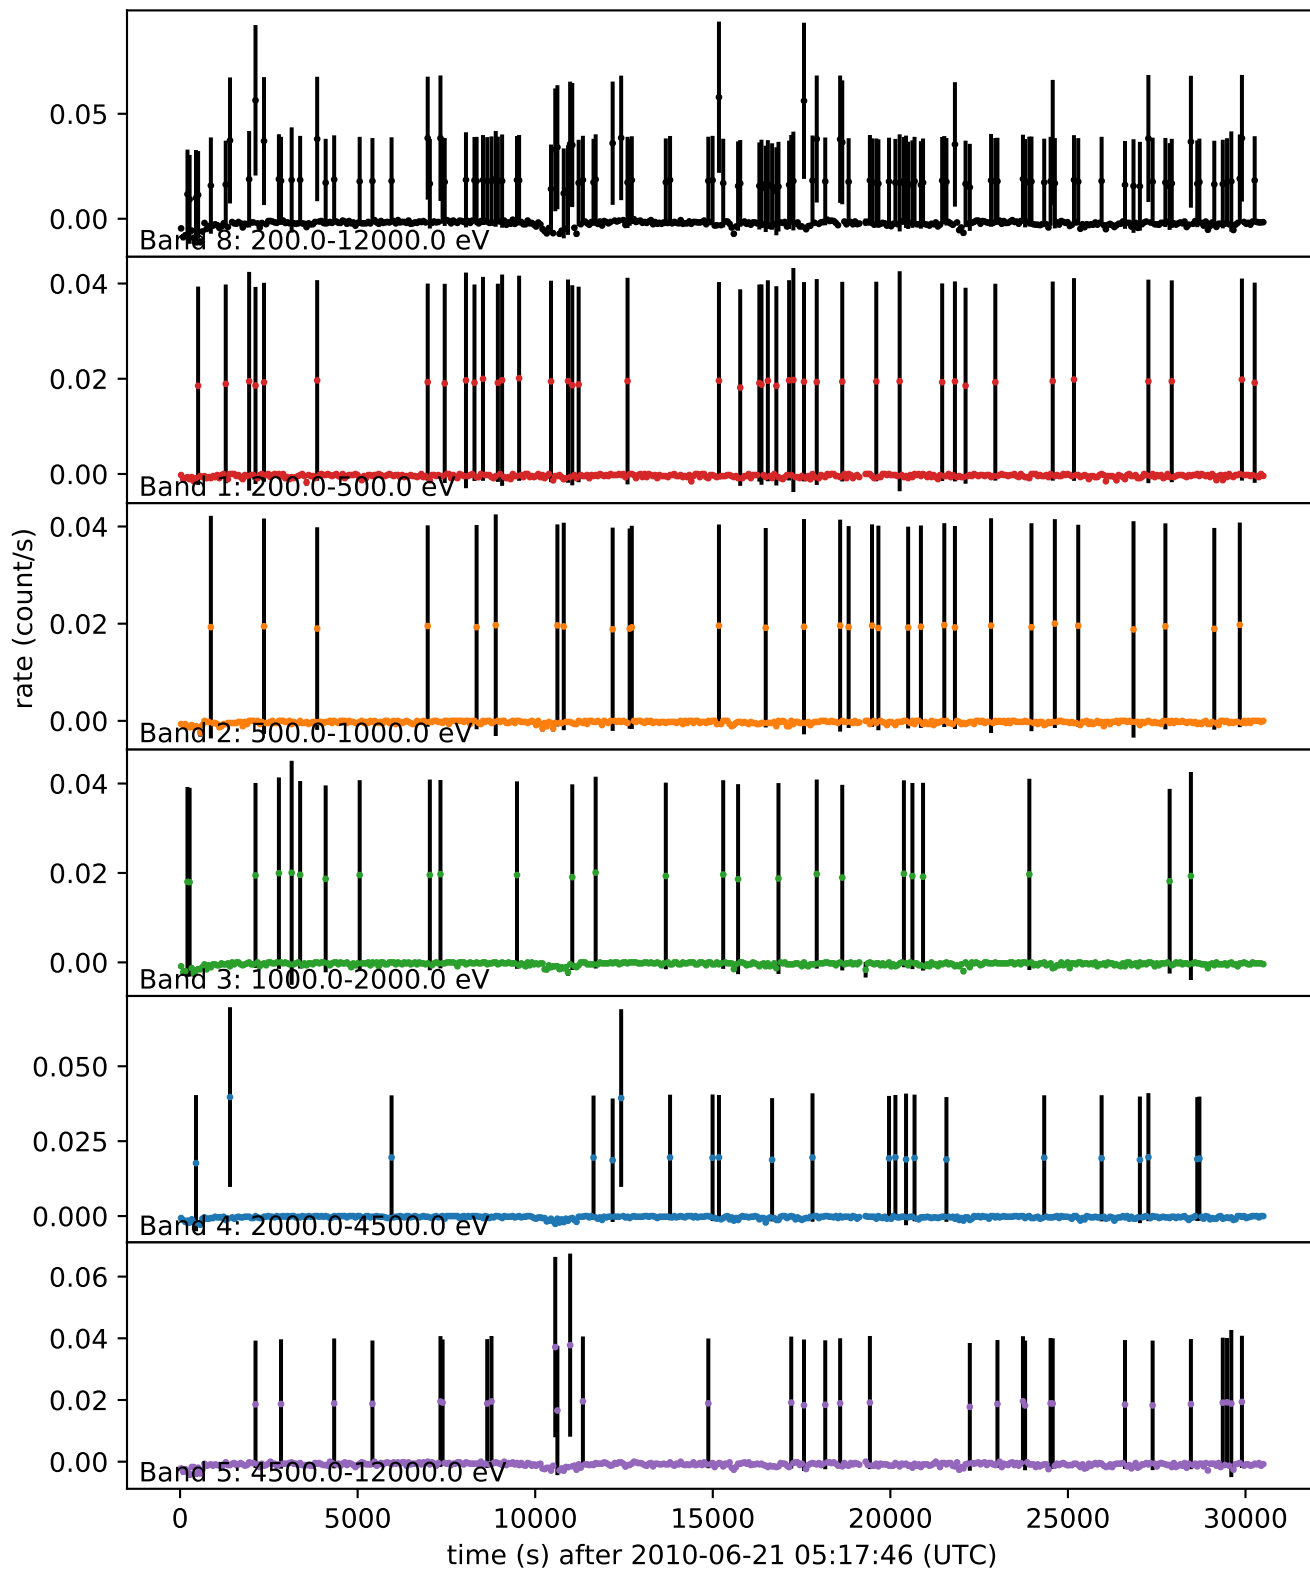 0.05
0.00
Band 8: 200.0-12000.0 eV
0.04
0.02
0.00
Band 1: 200.0-500.0 eV
0.04
0.02
0.00
Band 2: 500.0-1000.0 eV
rate (count/s)
0.04
0.02
0.00
Band 3: 1000.0-2000.0 eV
0.050
0.025
0.000
Band 4: 2000.0-4500.0 eV
0.06
0.04
0.02
0.00
Band 5: 4500.0-12000.0 eV
0 5000 10000 15000 20000 25000 30000
time (s) after 2010-06-21 05:17:46 (UTC)